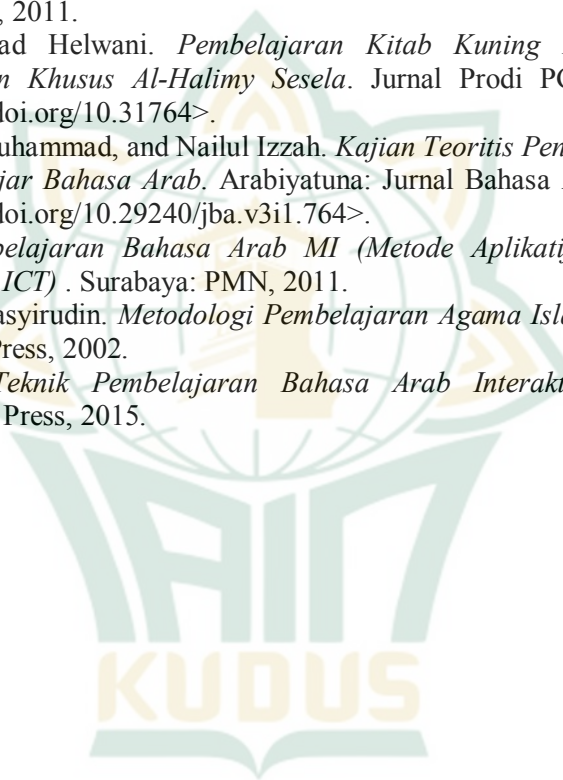 , 2011.
ad Helwani. Pembelajaran Kitab Kuning
n Khusus Al-Halimy Sesela. Jurnal Prodi PG
doi.org/10.31764>.
uhammad, and Nailul Izzah. Kajian Teoritis Pen
jar Bahasa Arab. Arabiyatuna: Jurnal Bahasa
doi.org/10.29240/jba.v3i1.764>.
belajaran Bahasa Arab MI (Metode Aplikatif
ICT) . Surabaya: PMN, 2011.
asyirudin. Metodologi Pembelajaran Agama Isla
Press, 2002.
Teknik Pembelajaran Bahasa Arab Interakt
Press, 2015.
IAIN
KUDUS